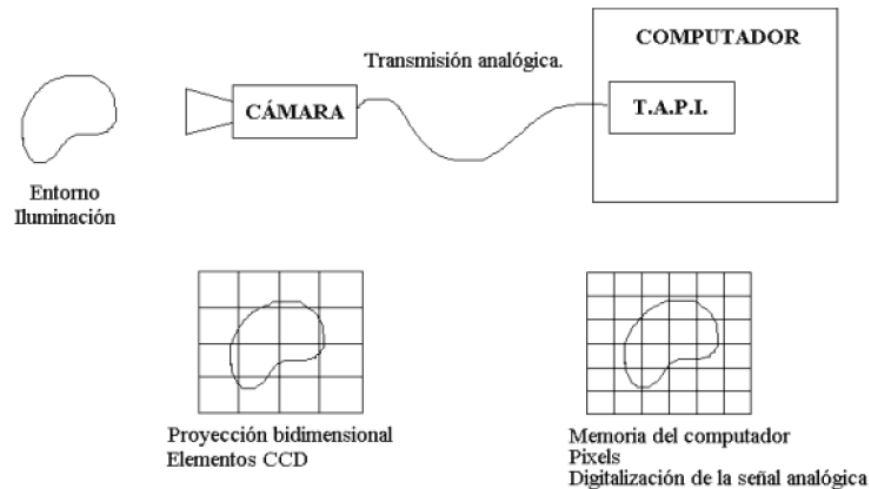 COMPUTADOR
Transmisión analógica.
CÁMARA
T.A.P.I.
Entorno
Iluminación
Proyección bidimensional
Elementos CCD
Memoria del computador
Pixels
Digitalización de la señal analógica